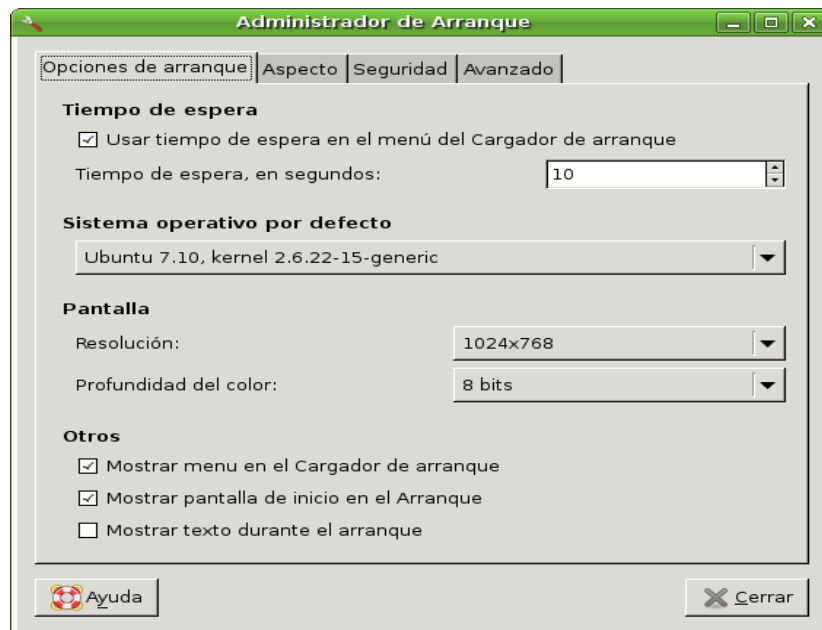 Administrador de Arranque
Opciones de arranque Aspecto Seguridad Avanzado
Tiempo de espera
Usar tiempo de espera en el menú del Cargador de arranque
Tiempo de espera, en segundos: 10
Sistema operativo por defecto
Ubuntu 7.10, kernel 2.6.22-15-generic
Pantalla
Resolución: 1024x768
Profundidad del color: 8 bits
Otros
Mostrar menu en el Cargador de arranque
Mostrar pantalla de inicio en el Arranque
Mostrar texto durante el arranque
Ayuda Cerrar